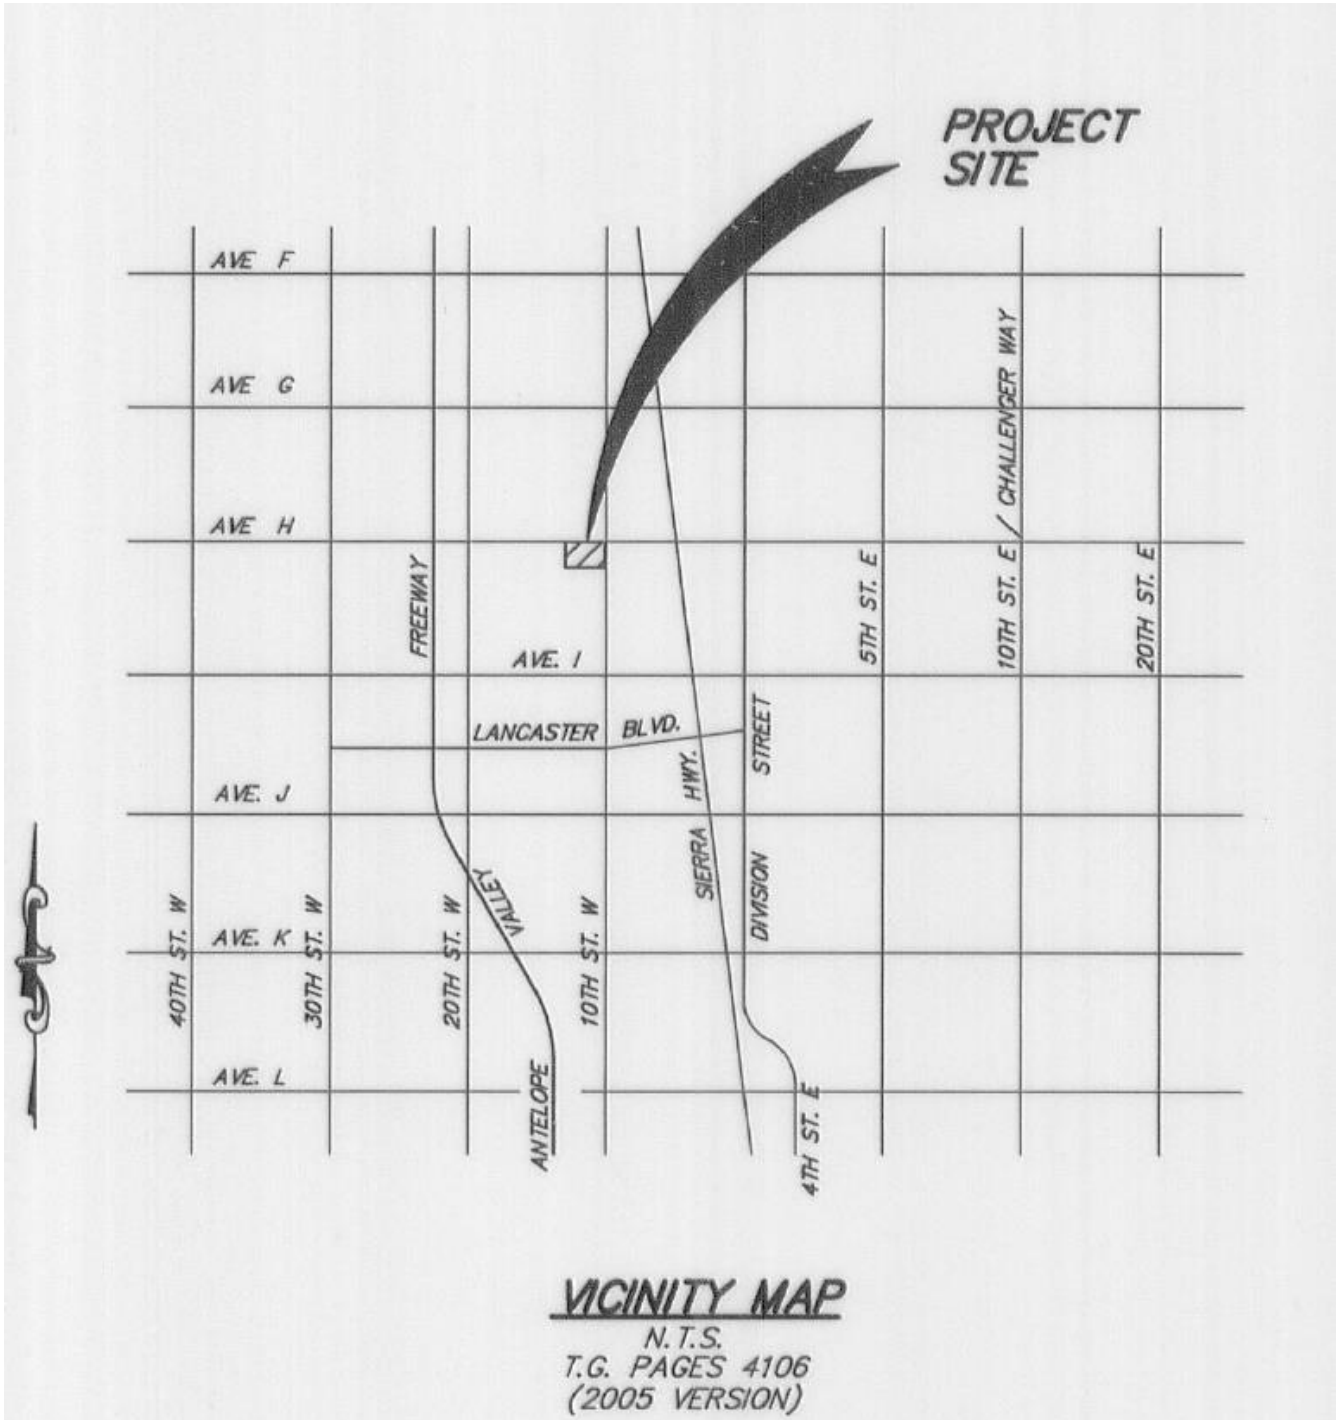 PROJECT
SITE
AVE F
AVE G
/ CHALLENGER WAY
AVE H
FREEWAY
5TH ST. E
10TH ST. E
20TH ST. E
AVE. I
LANCASTER BLVD.
STREET
SIERRA HWY.
AVE. J
DIVISION
VALLEY
40TH ST. W
AVE. K
30TH ST. W
20TH ST. W
10TH ST. W
AVE. L
ANTELOPE
4TH ST. E
VICINITY MAP
N.T.S.
T.G. PAGES 4106
(2005 VERSION)